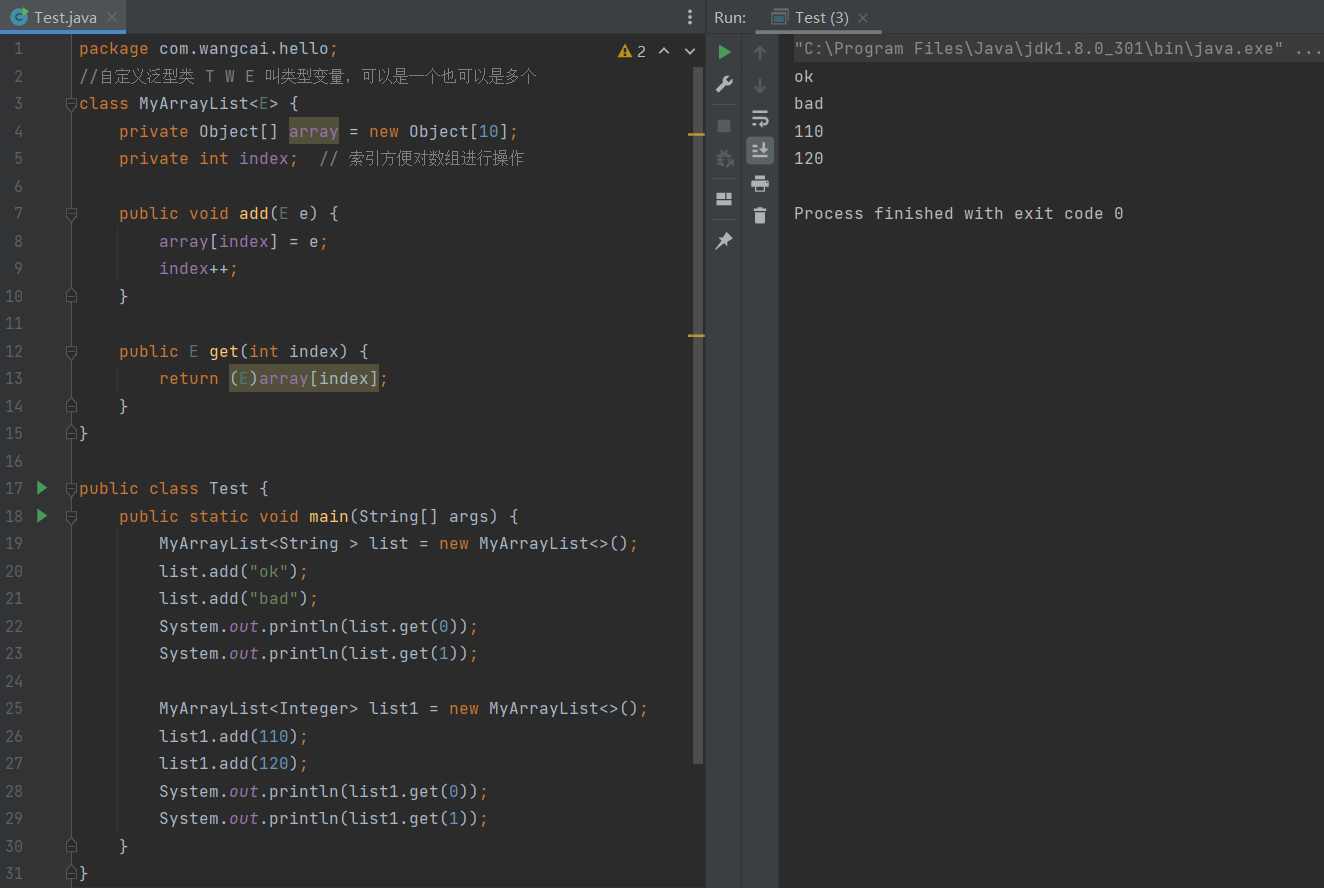 Test.java
Run: Test (3)
1 package com.wangcai.hello; 2
2 //自定义泛型类 T W E 叫类型变量，可以是一个也可以是多个
3 class MyArrayList<E> {
4 private Object[] array = new Object[10];
5 private int index; // 索引方便对数组进行操作
6
7 public void add(E e) {
8 array[index] = e;
9 index++;
10 }
11
12 public E get(int index) {
13 return (E)array[index];
14 }
15 }
16
17 public class Test {
18 public static void main(String[] args) {
19 MyArrayList<String > list = new MyArrayList<>();
20 list.add("ok");
21 list.add("bad");
22 System.out.println(list.get(0));
23 System.out.println(list.get(1));
24
25 MyArrayList<Integer> list1 = new MyArrayList<>();
26 list1.add(110);
27 list1.add(120);
28 System.out.println(list1.get(0));
29 System.out.println(list1.get(1));
30 }
31 }
"C:\Program Files\Java\jdk1.8.0_301\bin\java.exe" ...
ok
bad
110
120
Process finished with exit code 0